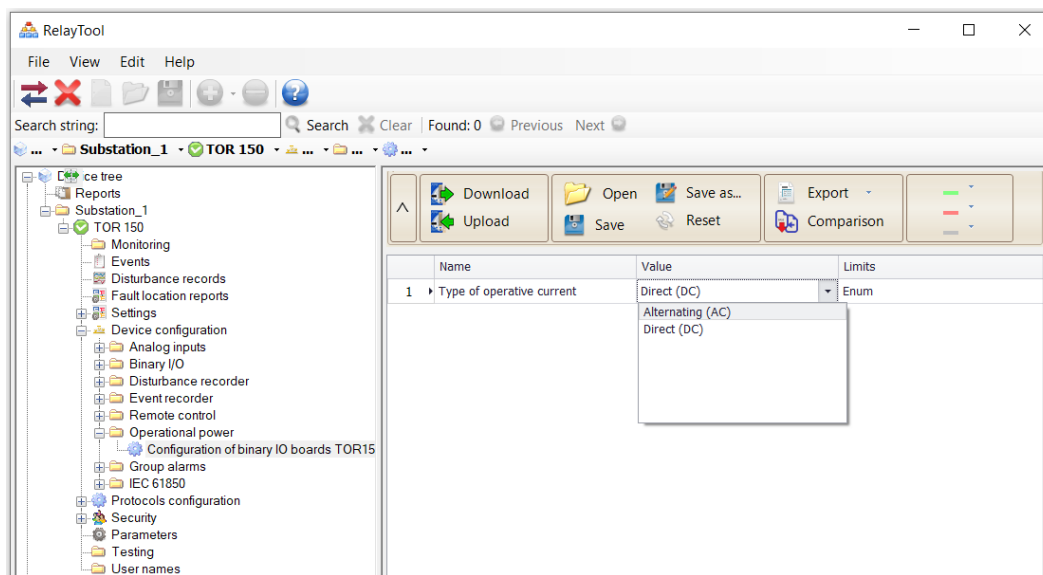 RelayTool
File View Edit Help
Search string: Search Clear Found: 0 Previous Next
... Substation_1 TOR 150 ... ... ...
ce tree
Reports
Substation_1
TOR 150
Monitoring
Events
Disturbance records
Fault location reports
Settings
Device configuration
Analog inputs
Binary I/O
Disturbance recorder
Event recorder
Remote control
Operational power
Configuration of binary IO boards TOR15
Group alarms
IEC 61850
Protocols configuration
Security
Parameters
Testing
User names
Download Open Save as... Export
Upload Save Reset Comparison
Name Value Limits
1 Type of operative current Direct (DC) Enum
Alternating (AC)
Direct (DC)